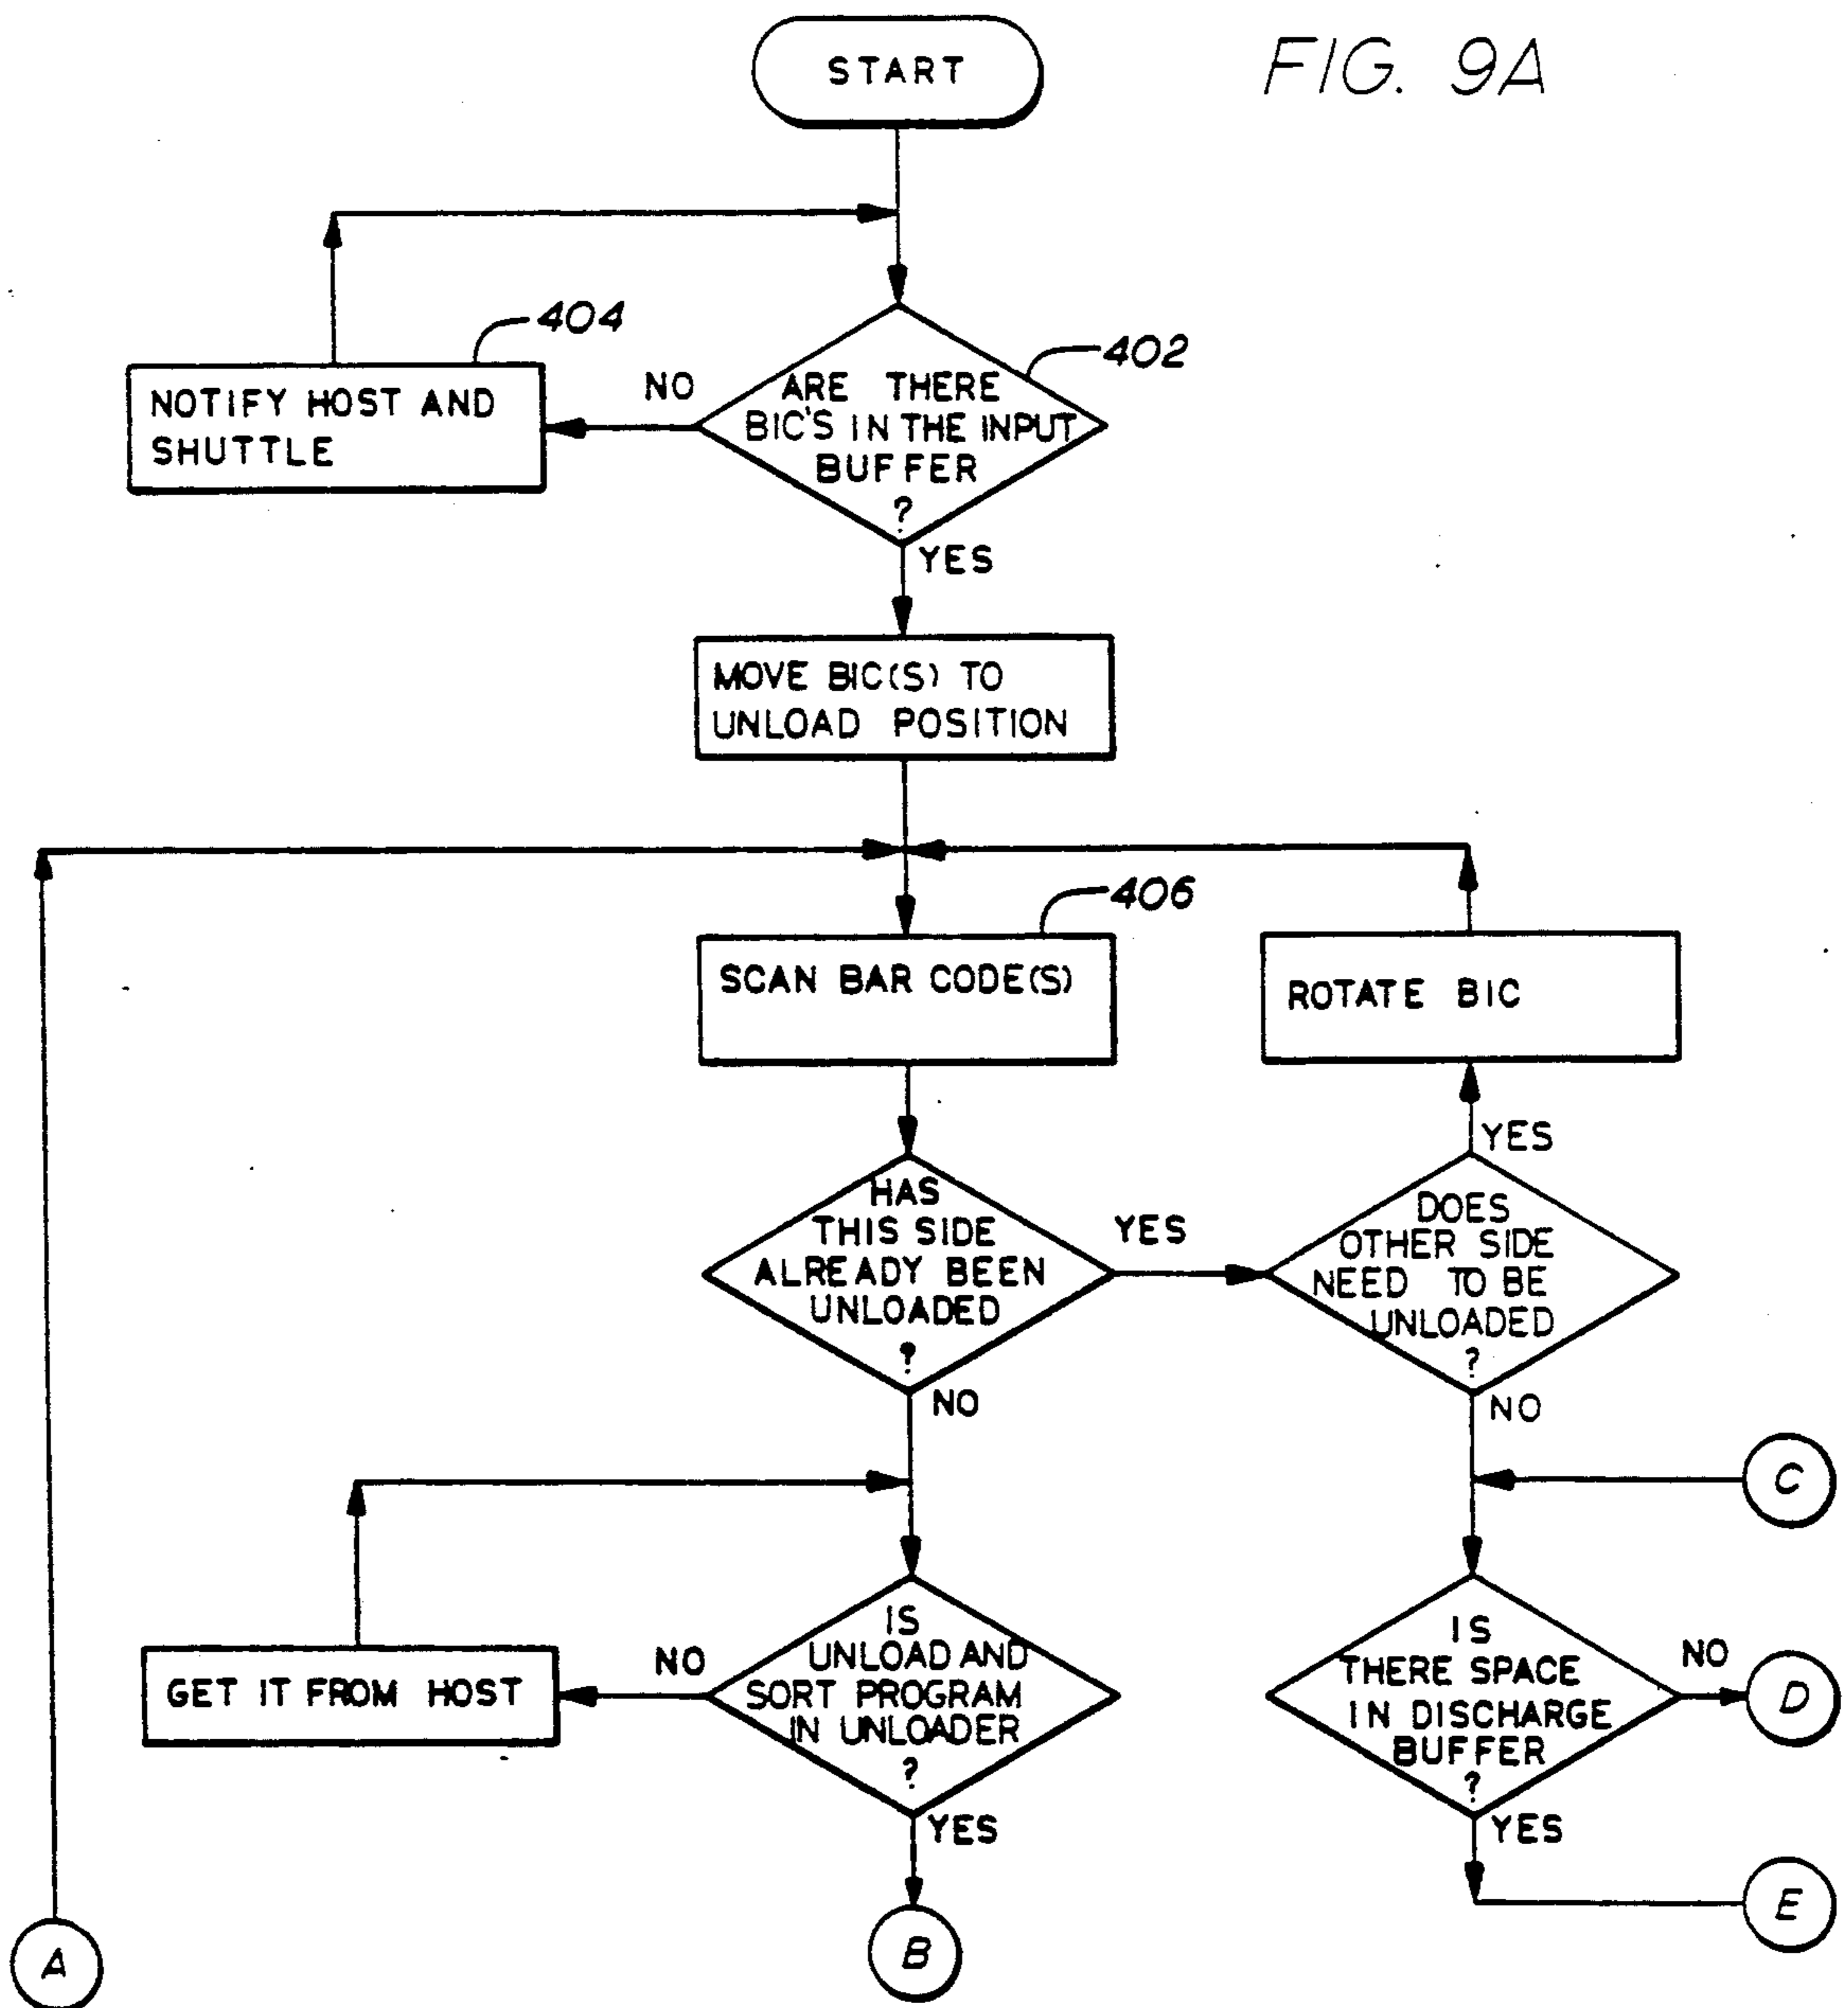 START
FIG. 9A
404
NOTIFY HOST AND
SHUTTLE
NO
402
ARE THERE
BIC'S IN THE INPUT
BUFFER
?
YES
MOVE BIC(S) TO
UNLOAD POSITION
406
SCAN BAR CODE(S)
ROTATE BIC
YES
HAS
THIS SIDE
ALREADY BEEN
UNLOADED
?
YES
DOES
OTHER SIDE
NEED TO BE
UNLOADED
?
NO
NO
C
IS
UNLOAD AND
SORT PROGRAM
IN UNLOADER
?
NO
GET IT FROM HOST
YES
IS
THERE SPACE
IN DISCHARGE
BUFFER
?
NO
D
YES
E
A
B